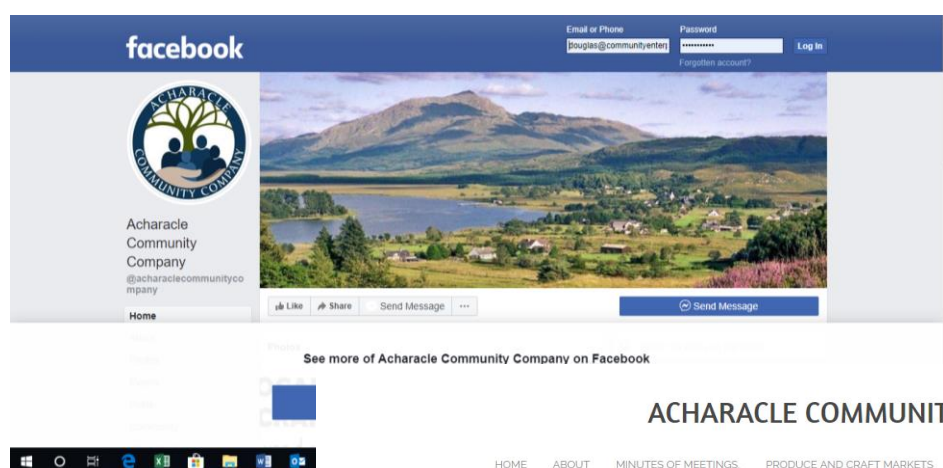 Email or Phone
Password
facebook
douglas@communityenterp
Log In
Forgotten account?
ACHARACLE
COMMUNITY COMPANY
Acharacle
Community
Company
@acharaclecommunityco
mpany
Like
Share
Send Message
...
Send Message
Home
See more of Acharacle Community Company on Facebook
ACHARACLE COMMUNIT
HOME
ABOUT
MINUTES OF MEETINGS
PRODUCE AND CRAFT MARKETS